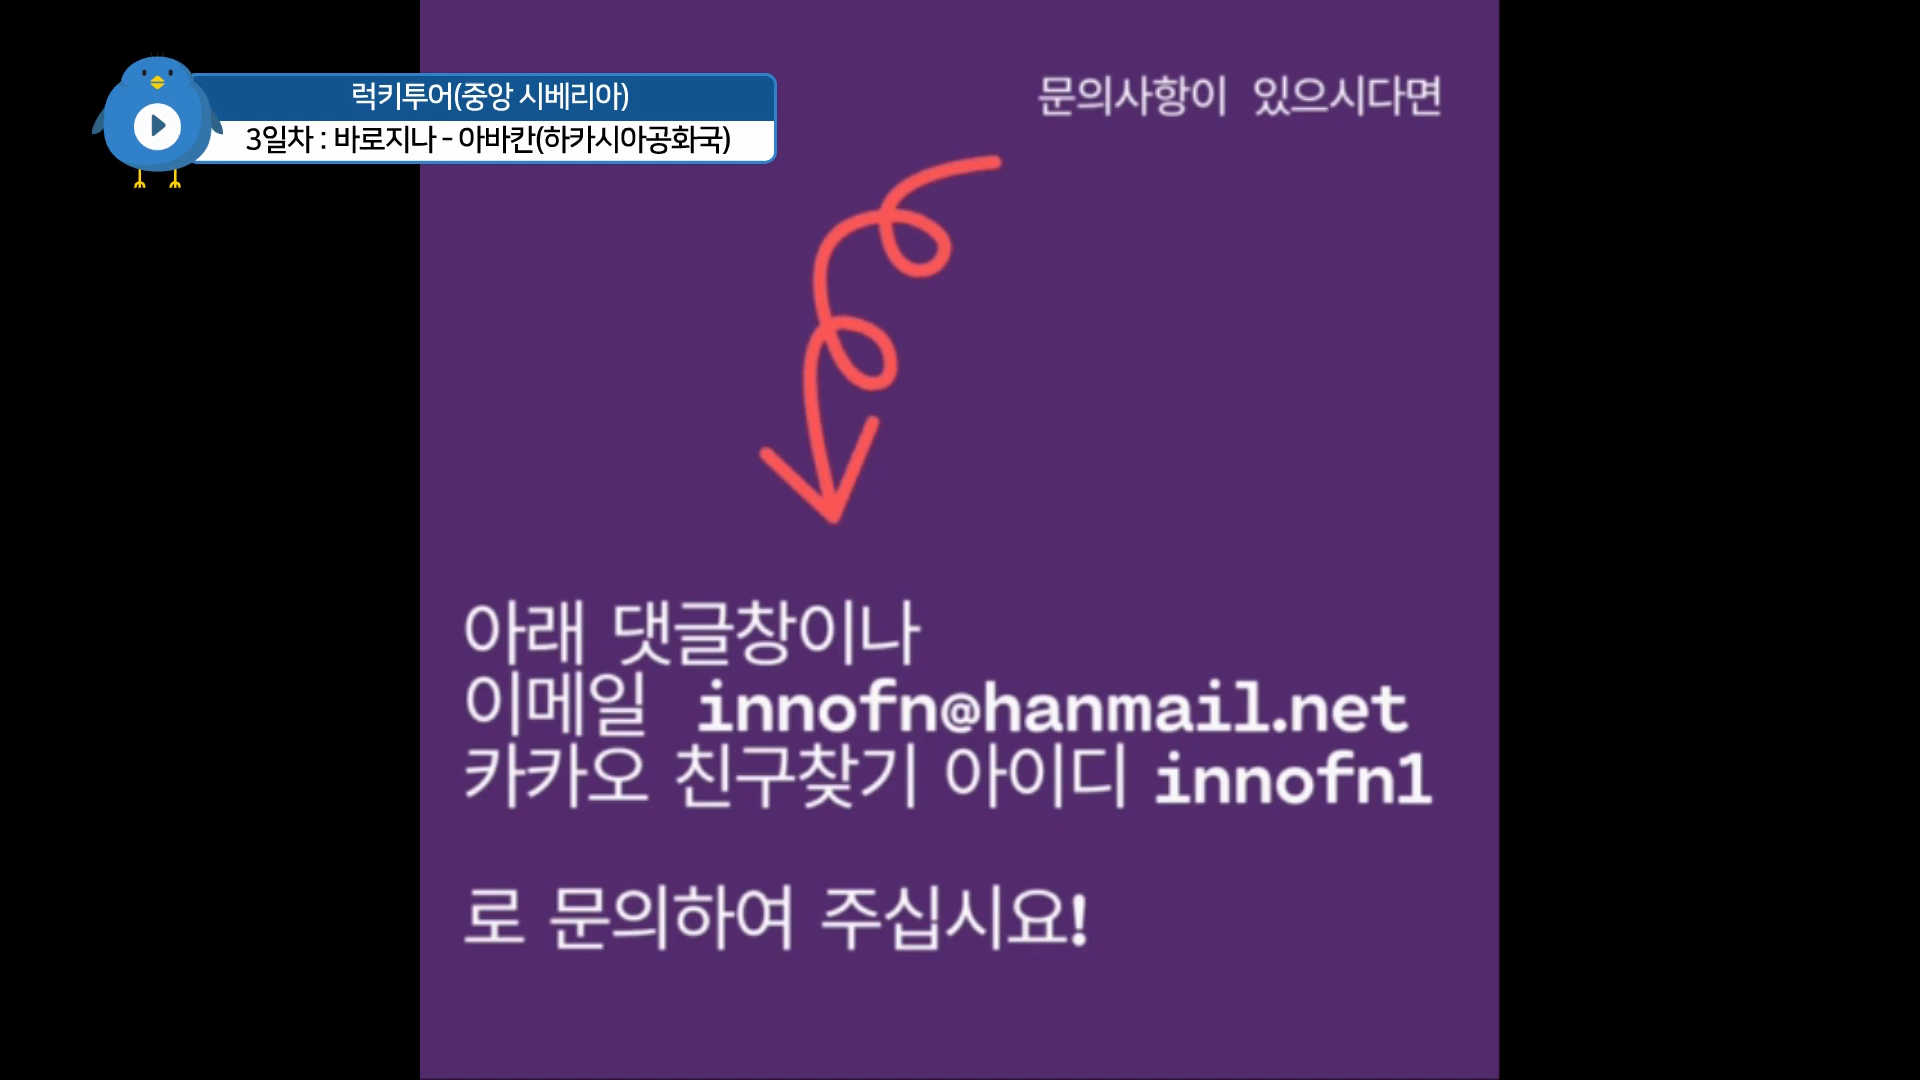 럭키투어(중앙 시베리아)
3일차 : 바로지나 - 아바칸(하카시아공화국)
문의사항이 있으시다면
아래 댓글창이나
이메일 innofn@hanmail.net
카카오 친구찾기 아이디 innofn1
로 문의하여 주십시요!